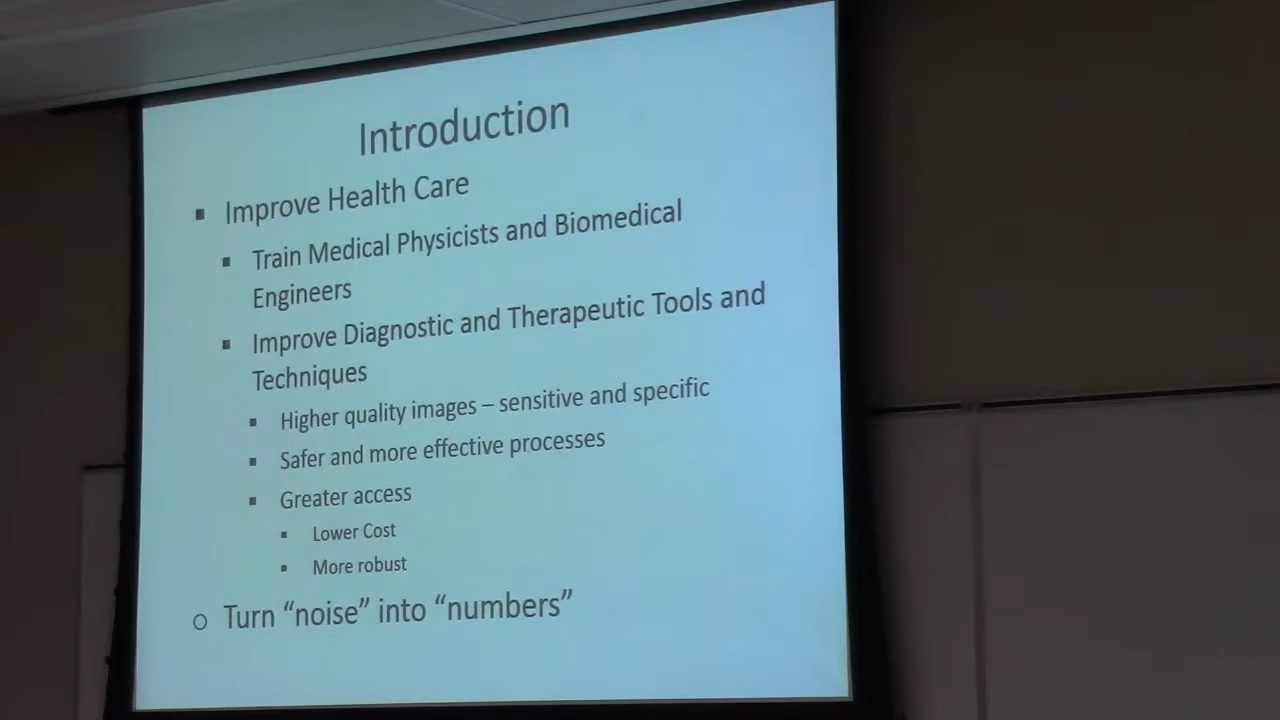 Introduction
▪ Improve Health Care
▪ Train Medical Physicists and Biomedical
Engineers
▪ Improve Diagnostic and Therapeutic Tools and
Techniques
▪ Higher quality images – sensitive and specific
▪ Safer and more effective processes
▪ Greater access
▪ Lower Cost
▪ More robust
○ Turn “noise” into “numbers”